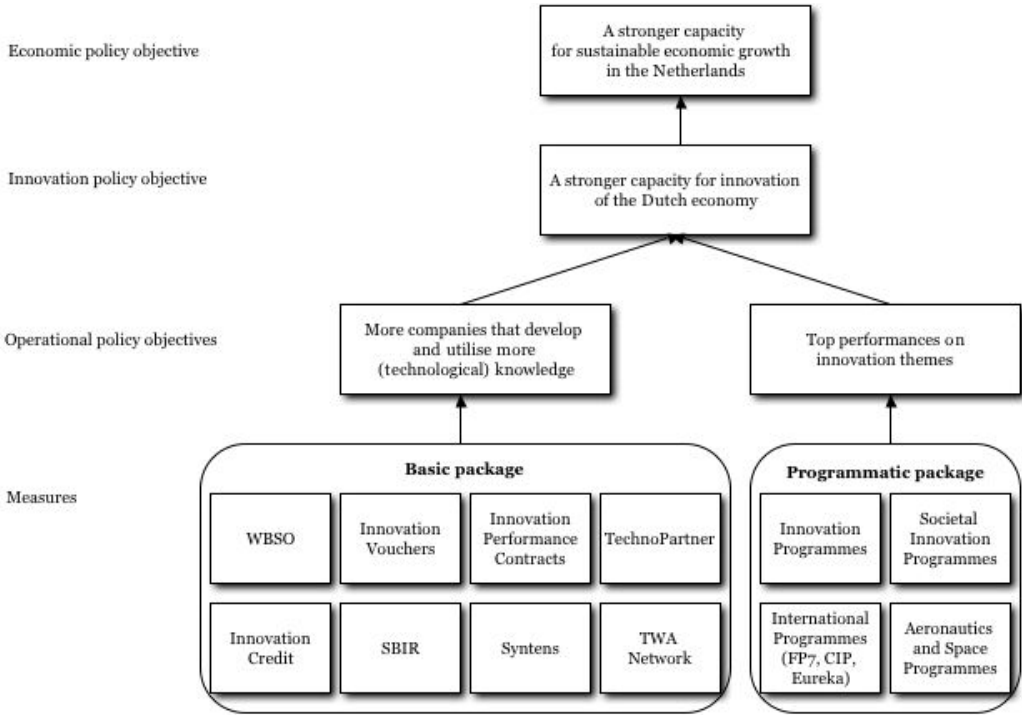 Economic policy objective
A stronger capacity
for sustainable economic growth
in the Netherlands
Innovation policy objective
A stronger capacity for innovation
of the Dutch economy
Operational policy objectives
More companies that develop
and utilise more
(technological) knowledge
Top performances on
innovation themes
Measures
Basic package
WBSO
Innovation
Vouchers
Innovation
Performance
Contracts
TechnoPartner
Innovation
Credit
SBIR
Syntens
TWA
Network
Programmatic package
Innovation
Programmes
Societal
Innovation
Programmes
International
Programmes
(FP7, CIP,
Eureka)
Aeronautics
and Space
Programmes